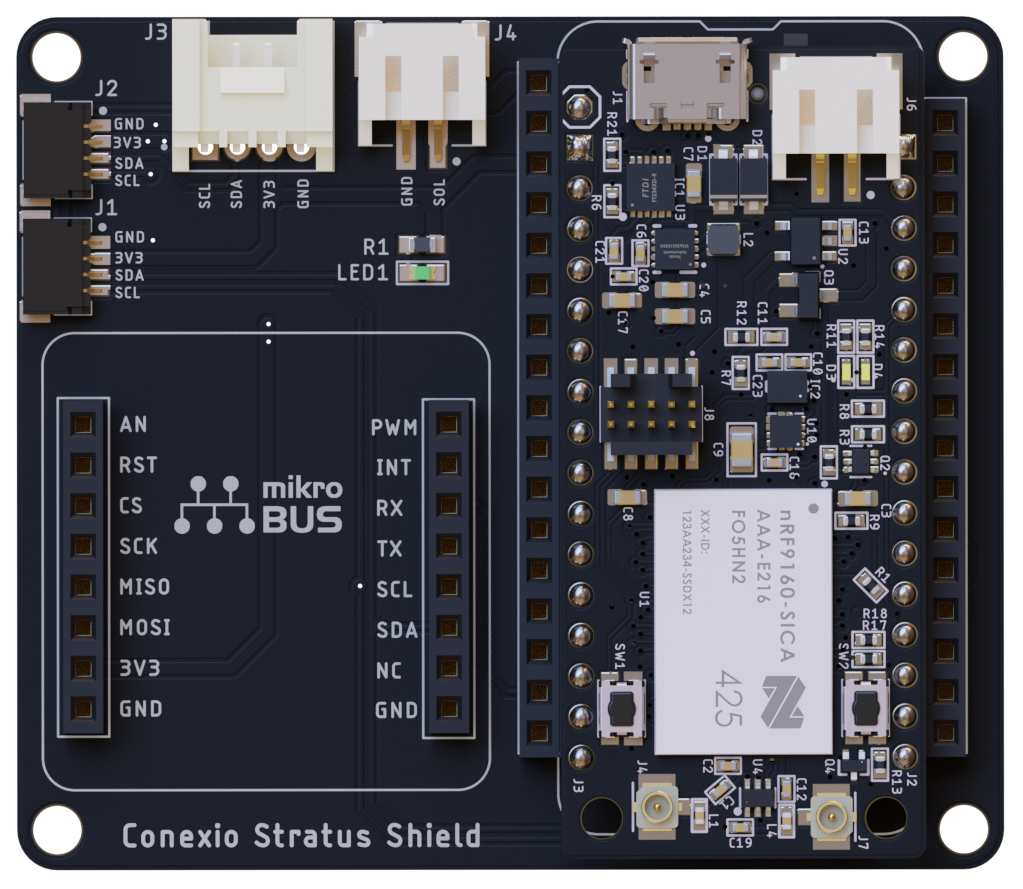 J3
J4
J2
GND
3V3
SDA
SCL
J1
GND
3V3
SDA
SCL
SCL
SDA
3V3
GND
GND
SOL
R1
LED1
AN
RST
CS
SCK
MISO
MOSI
3V3
GND
mikro
BUS
PWM
INT
RX
TX
SCL
SDA
NC
GND
Conexio Stratus Shield
J1
J6
R21
D1
D2
C7
FTDI
IC1
R6
U3
C6
L2
C21
C20
C13
U2
Q3
C4
C17
C5
R12
C11
R11
R14
R7
C23
C10
IC2
D3
D4
J8
R8
U10
R3
C9
C16
Q2
C8
C3
R9
nRF9160-SICA
AAA-E216
FO5HN2
XXX-ID:
123AA234-SSDX12
425
U1
R1
R18
R17
SW1
SW2
J3
J4
C2
U4
Q4
R13
J2
C12
L1
C19
L4
J7